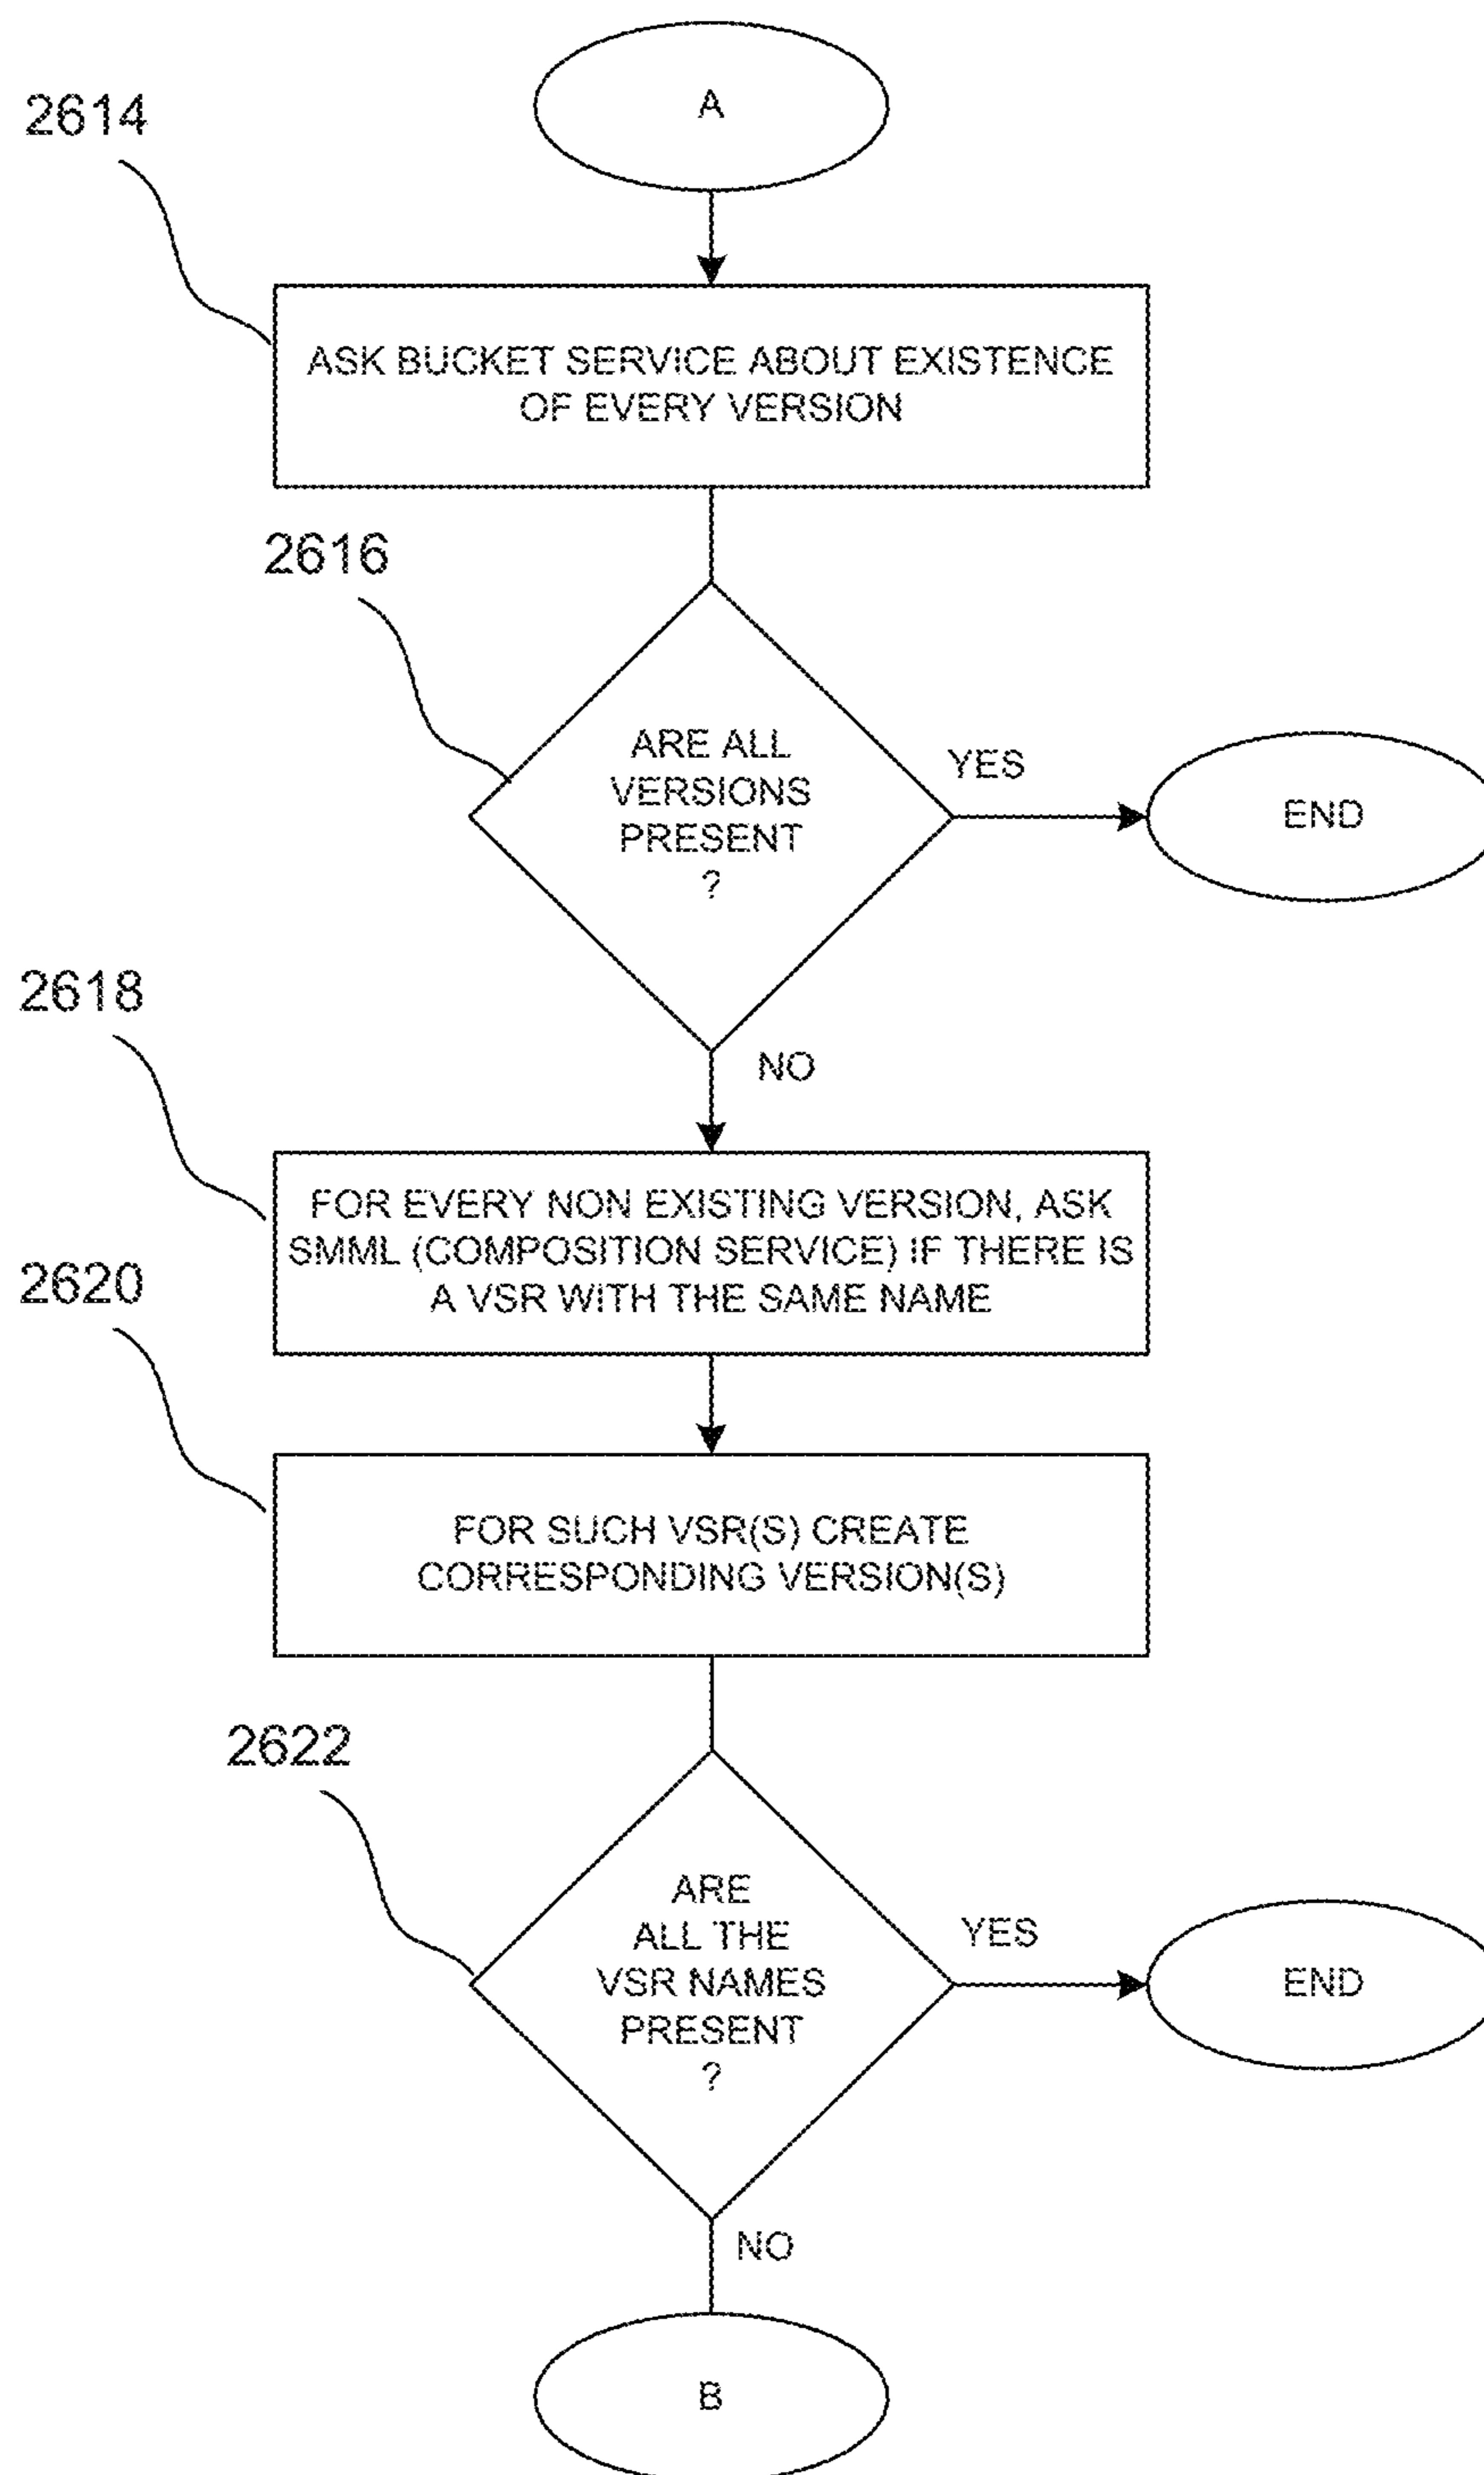 A
2614
ASK BUCKET SERVICE ABOUT EXISTENCE
OF EVERY VERSION
2616
ARE ALL
VERSIONS
PRESENT
?
YES
END
NO
2618
FOR EVERY NON EXISTING VERSION, ASK
SMML (COMPOSITION SERVICE) IF THERE IS
A VSR WITH THE SAME NAME
2620
FOR SUCH VSR(S) CREATE
CORRESPONDING VERSION(S)
2622
ARE
ALL THE
VSR NAMES
PRESENT
?
YES
END
NO
B